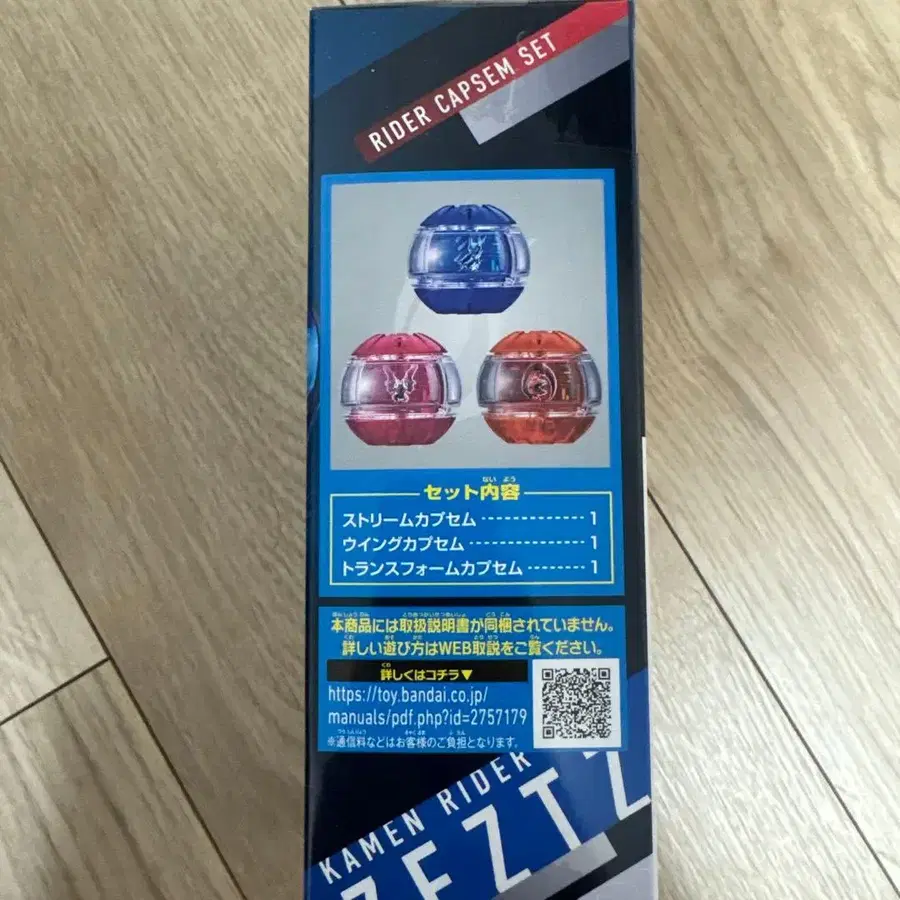 RIDER CAPSEM SET
セット内容
ストリームカプセム 1
ウイングカプセム 1
トランスフォームカプセム 1
本商品には取扱説明書が同梱されていません。
詳しい遊び方はWEB取説をご覧ください。
詳しくはコチラ▼
https://toy.bandai.co.jp/
manuals/pdf.php?id=2757179
※通信料などはお客様のご負担となります。
KAMEN RIDER
ZEZTZ